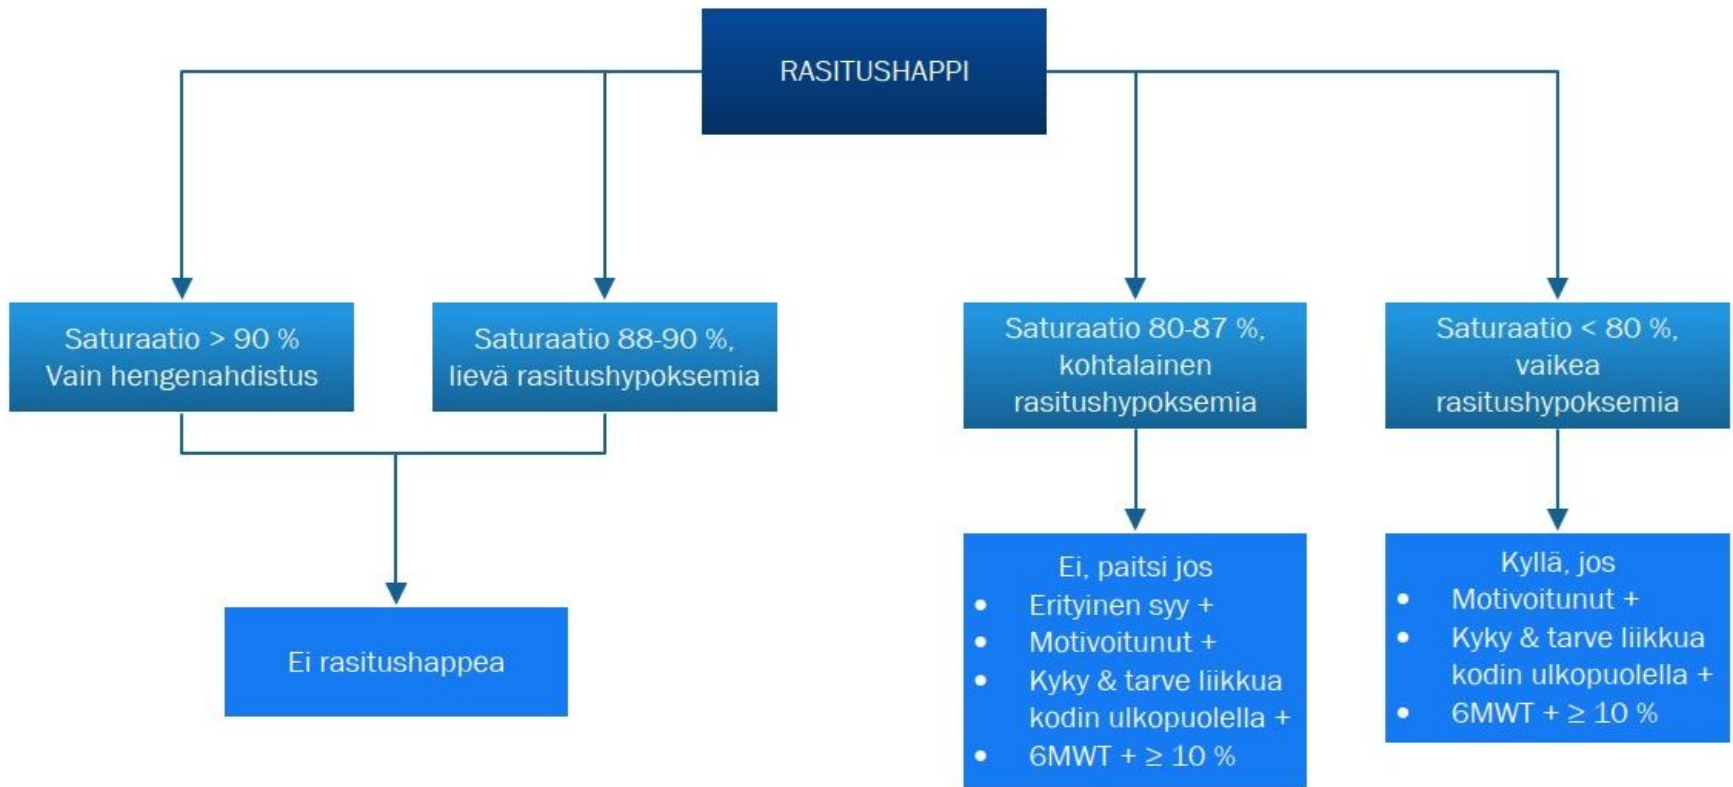 RASITUSHAPPI
Saturaatio > 90 %
Vain hengenahdistus
Saturaatio 88-90 %,
lievä rasitushypoksemia
Saturaatio 80-87 %,
kohtalainen
rasitushypoksemia
Saturaatio < 80 %,
vaikea
rasitushypoksemia
Ei rasitushappea
Ei, paitsi jos
• Erityinen syy +
• Motivoitunut +
• Kyky & tarve liikkua
kodin ulkopuolella +
• 6MWT + ≥ 10 %
Kyllä, jos
• Motivoitunut +
• Kyky & tarve liikkua
kodin ulkopuolella +
• 6MWT + ≥ 10 %